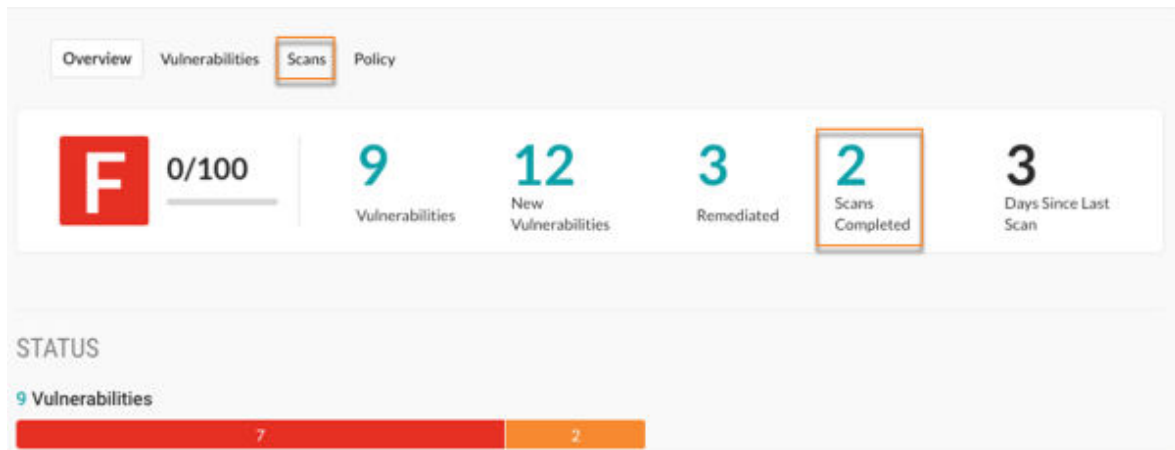 Overview Vulnerabilities Scans Policy
F 0/100
9
Vulnerabilities
12
New
Vulnerabilities
3
Remediated
2
Scans
Completed
3
Days Since Last
Scan
STATUS
9 Vulnerabilities
7 2